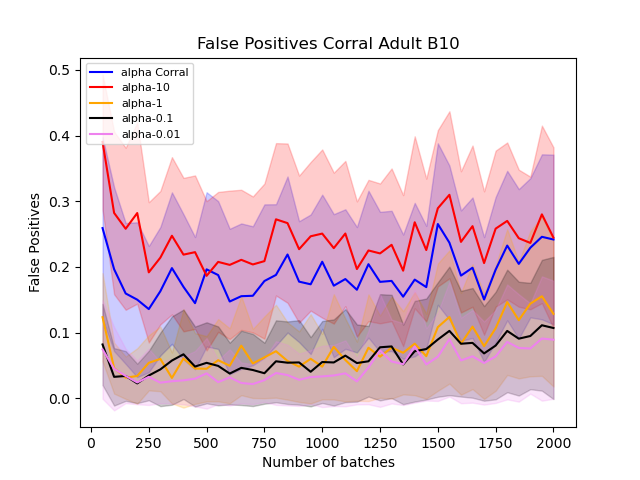 False Positives Corral Adult B10
alpha Corral
alpha-10
alpha-1
alpha-0.1
alpha-0.01
False Positives
0.5
0.4
0.3
0.2
0.1
0.0
0 250 500 750 1000 1250 1500 1750 2000
Number of batches